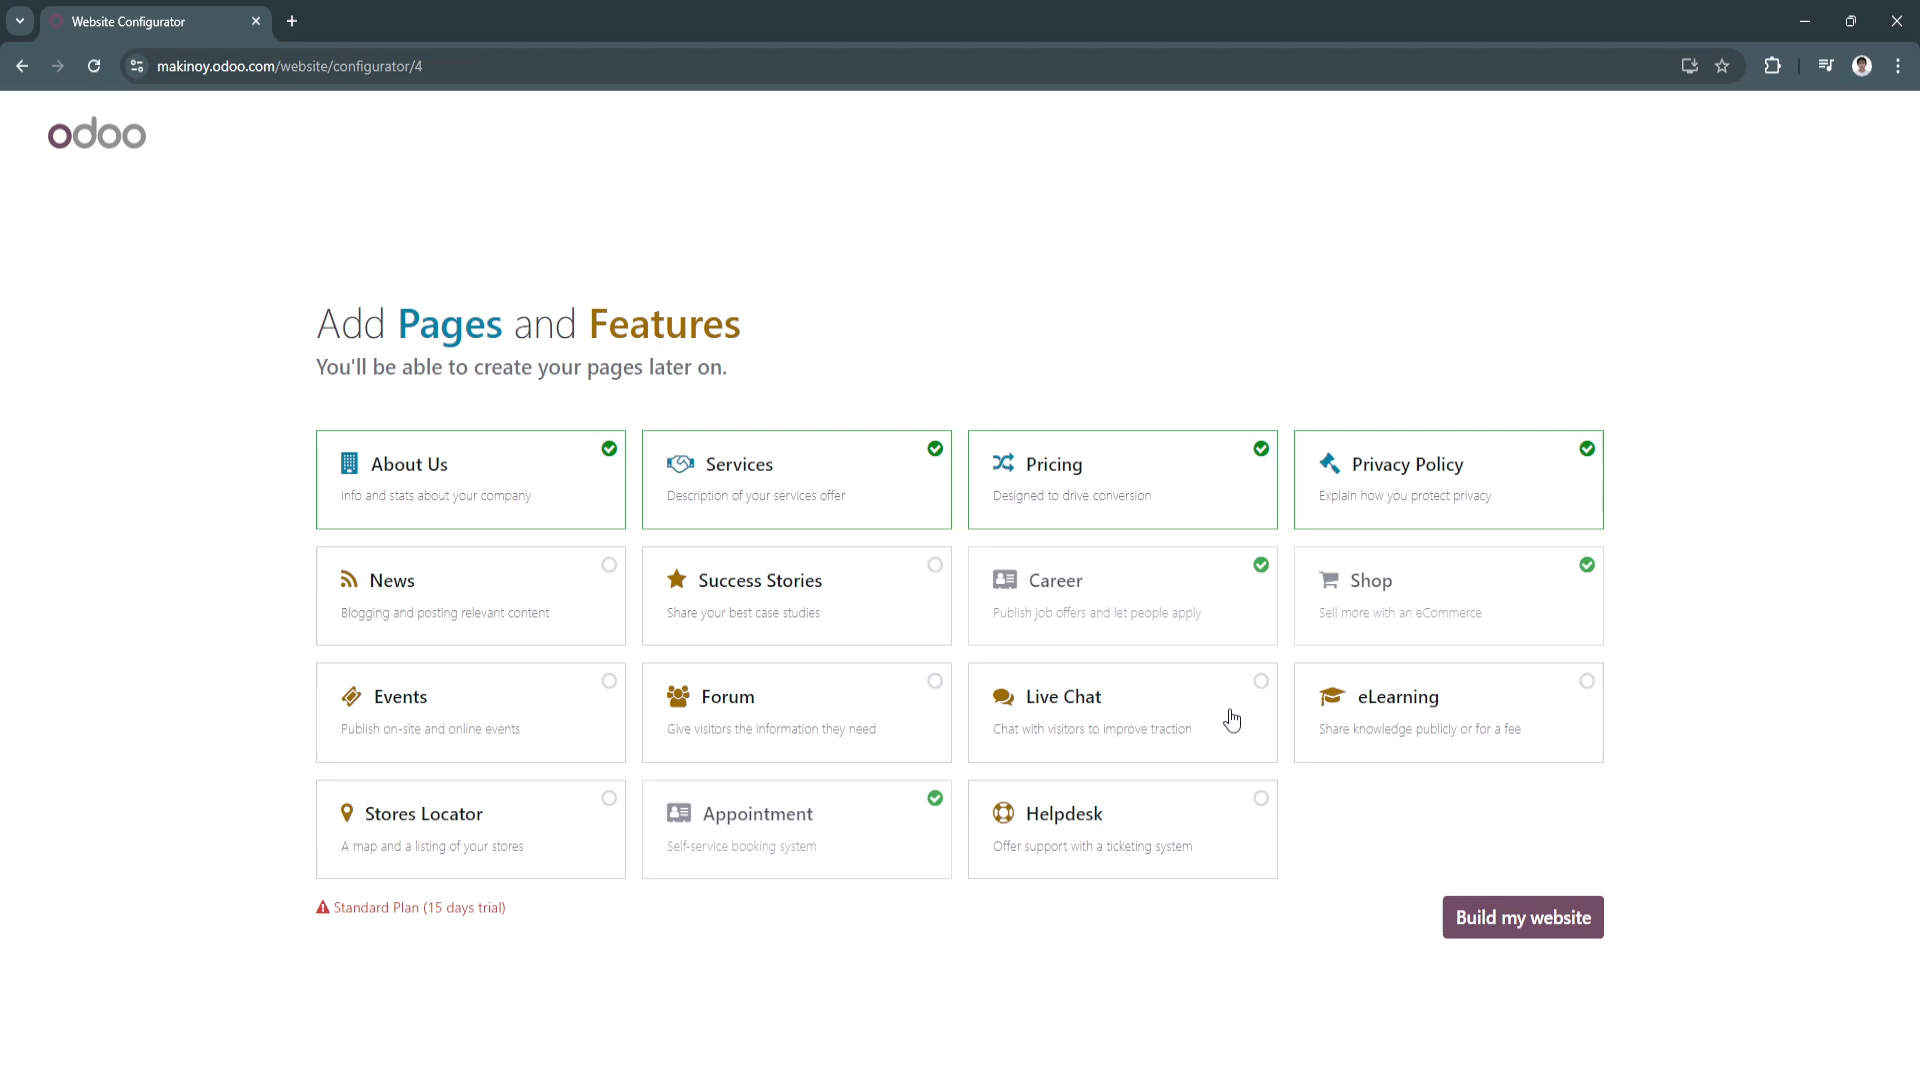 Website Configurator
makinoy.odoo.com/website/configurator/4
odoo
Add Pages and Features
You'll be able to create your pages later on.
About Us
Info and stats about your company
Services
Description of your services offer
Pricing
Designed to drive conversion
Privacy Policy
Explain how you protect privacy
News
Blogging and posting relevant content
Success Stories
Share your best case studies
Career
Publish job offers and let people apply
Shop
Sell more with an eCommerce
Events
Publish on-site and online events
Forum
Give visitors the information they need
Live Chat
Chat with visitors to improve traction
eLearning
Share knowledge publicly or for a fee
Stores Locator
A map and a listing of your stores
Appointment
Self-service booking system
Helpdesk
Offer support with a ticketing system
Standard Plan (15 days trial)
Build my website